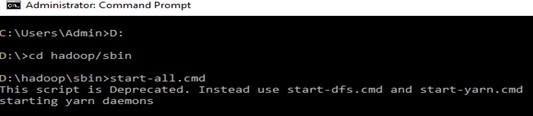 Administrator: Command Prompt
C:\Users\Admin>D:
D:\>cd hadoop/sbin
D:\hadoop\sbin>start-all.cmd
This script is Deprecated. Instead use start-dfs.cmd and start-yarn.cmd
starting yarn daemons